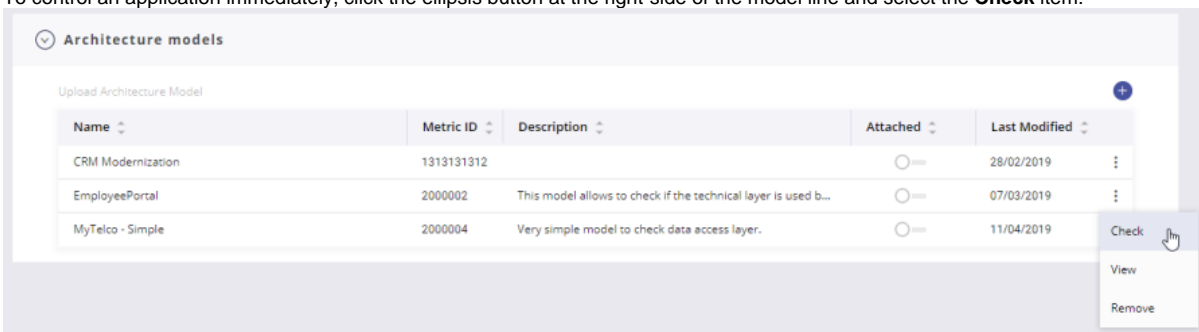 To control an application immediately, click the ellipsis button at the right side of the model line and select the Check item.
Architecture models
Upload Architecture Model
Name Metric ID Description Attached Last Modified
CRM Modernization 1313131312 28/02/2019
EmployeePortal 2000002 This model allows to check if the technical layer is used b... 07/03/2019
MyTelco - Simple 2000004 Very simple model to check data access layer. 11/04/2019
Check
View
Remove